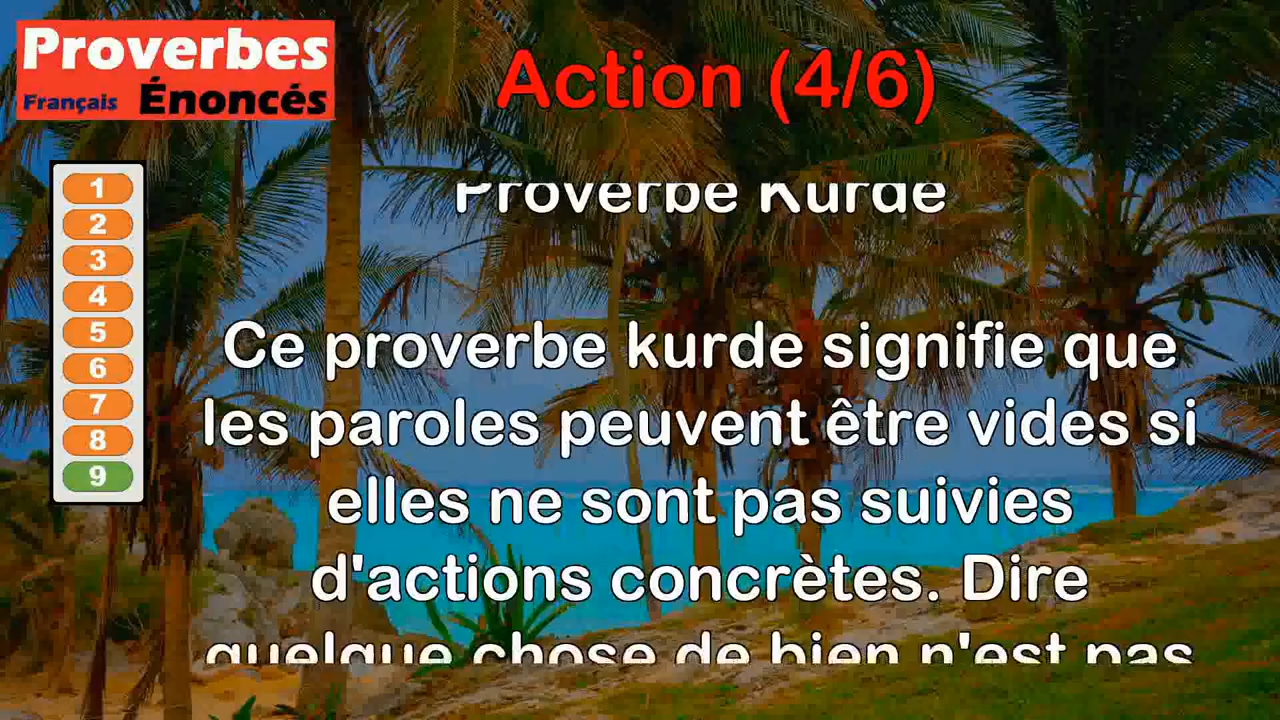 Proverbes
Français Énoncés
Action (4/6)
1
2
3
4
5
6
7
8
9
Proverbe Kurde
Ce proverbe kurde signifie que
les paroles peuvent être vides si
elles ne sont pas suivies
d'actions concrètes. Dire
quelque chose de bien n'est pas